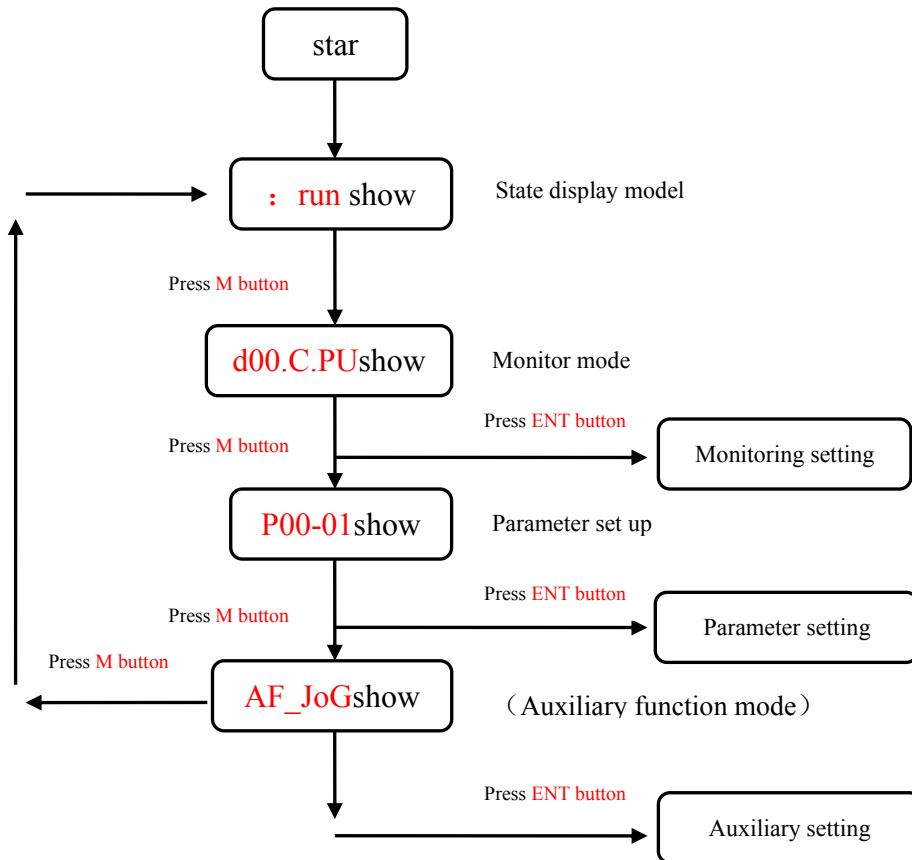 star
：run show
State display model
Press M button
d00.C.PUshow
Monitor mode
Press ENT button
Press M button
Monitoring setting
P00-01show
Parameter set up
Press ENT button
Press M button
Parameter setting
Press M button
AF_JoGshow
（Auxiliary function mode）
Press ENT button
Auxiliary setting